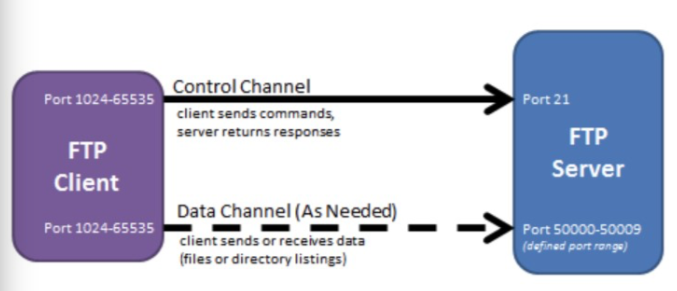 Control Channel
Port 1024-65535
Port 21
client sends commands,
server returns responses
FTP
Client
FTP
Server
Data Channel (As Needed)
Port 1024-65535
Port 50000-50009
client sends or receives data
(defined port range)
(files or directory listings)